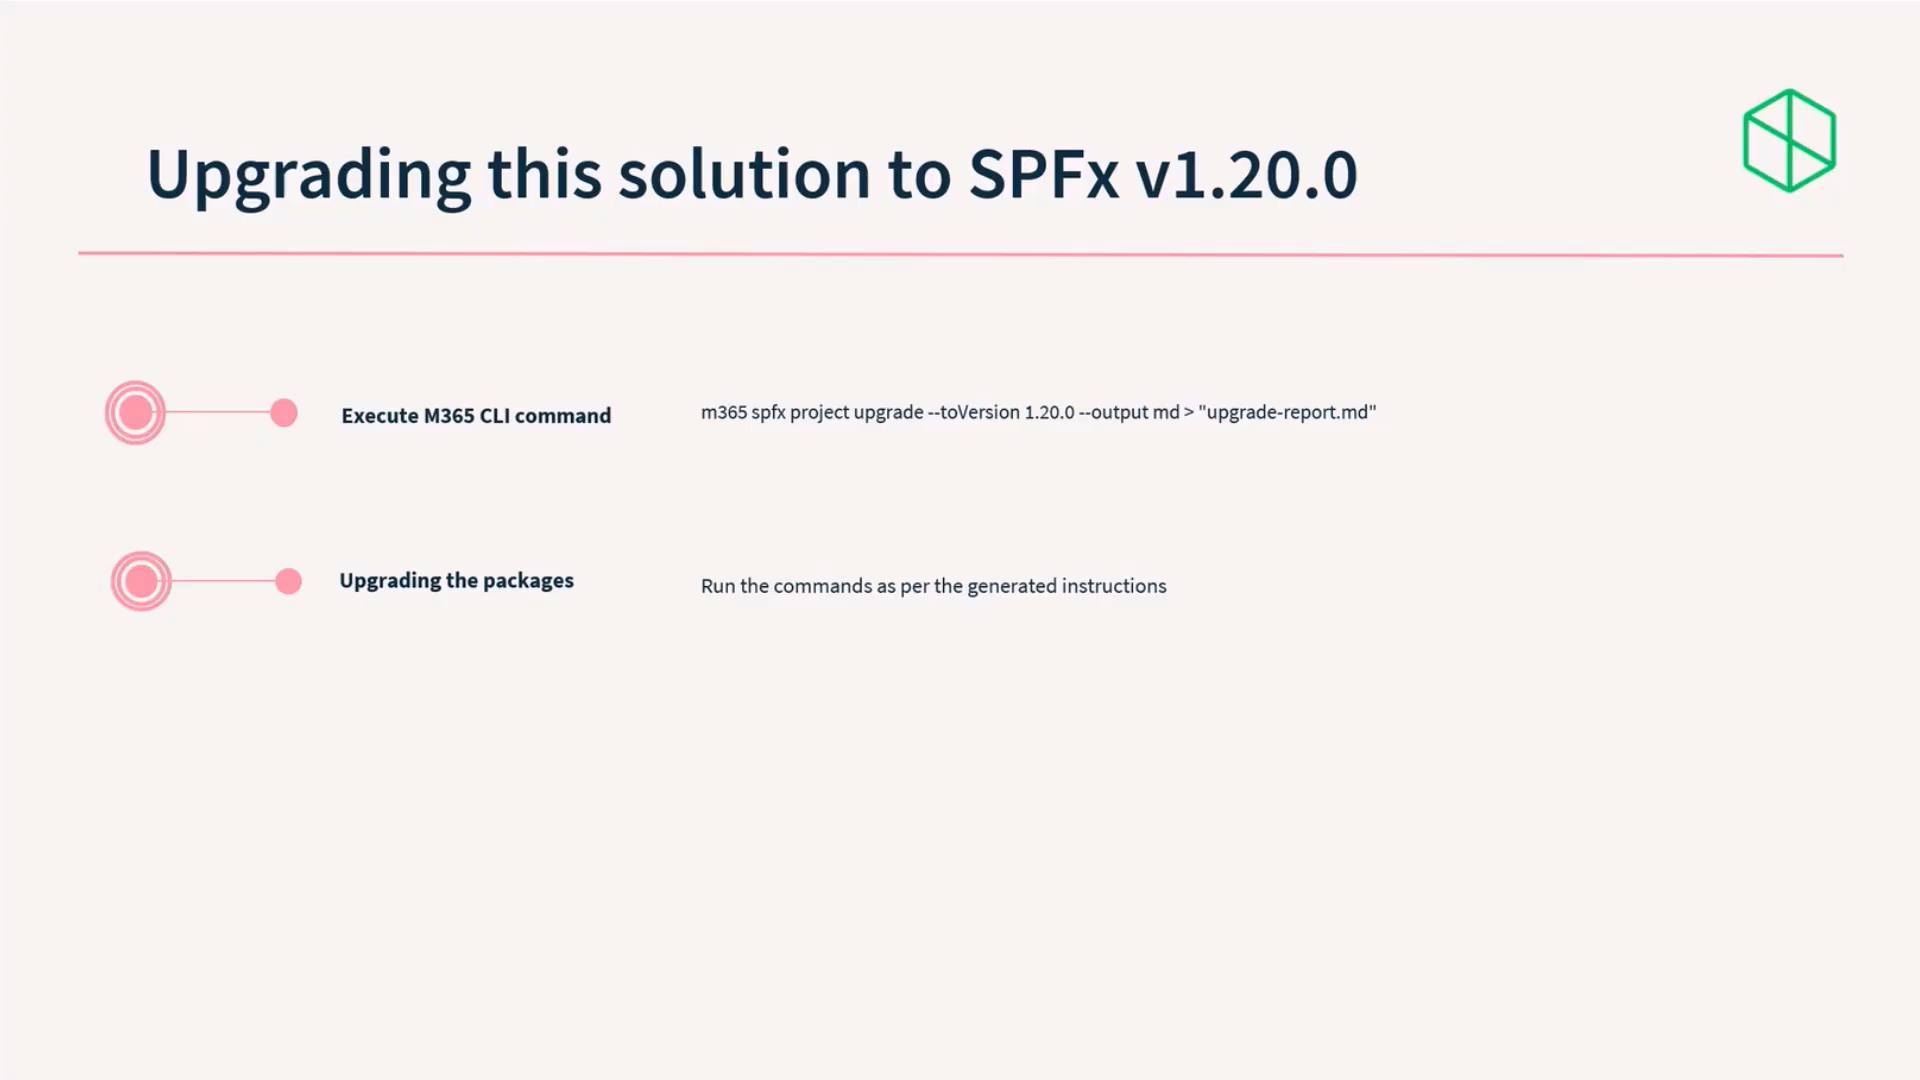 Upgrading this solution to SPFx v1.20.0
Execute M365 CLI command
m365 spfx project upgrade --toVersion 1.20.0 --output md > "upgrade-report.md"
Upgrading the packages
Run the commands as per the generated instructions